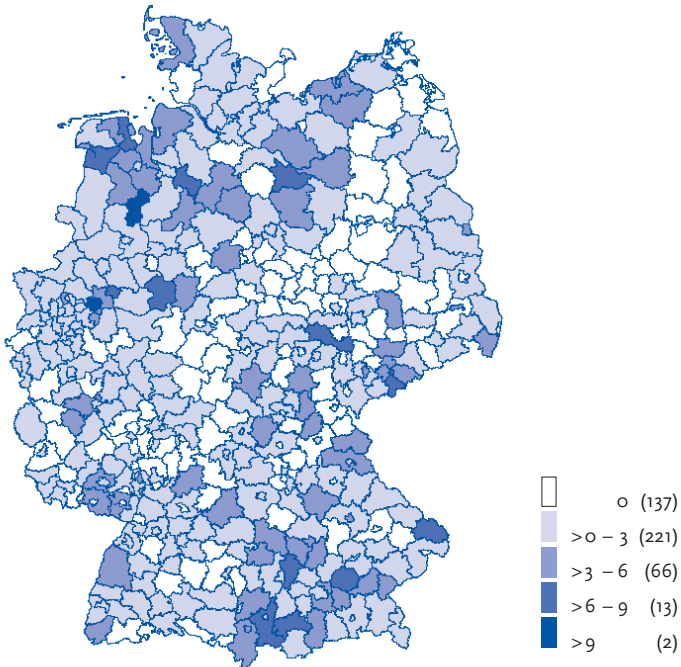 0 (137)
>0 – 3 (221)
>3 – 6 (66)
>6 – 9 (13)
>9 (2)